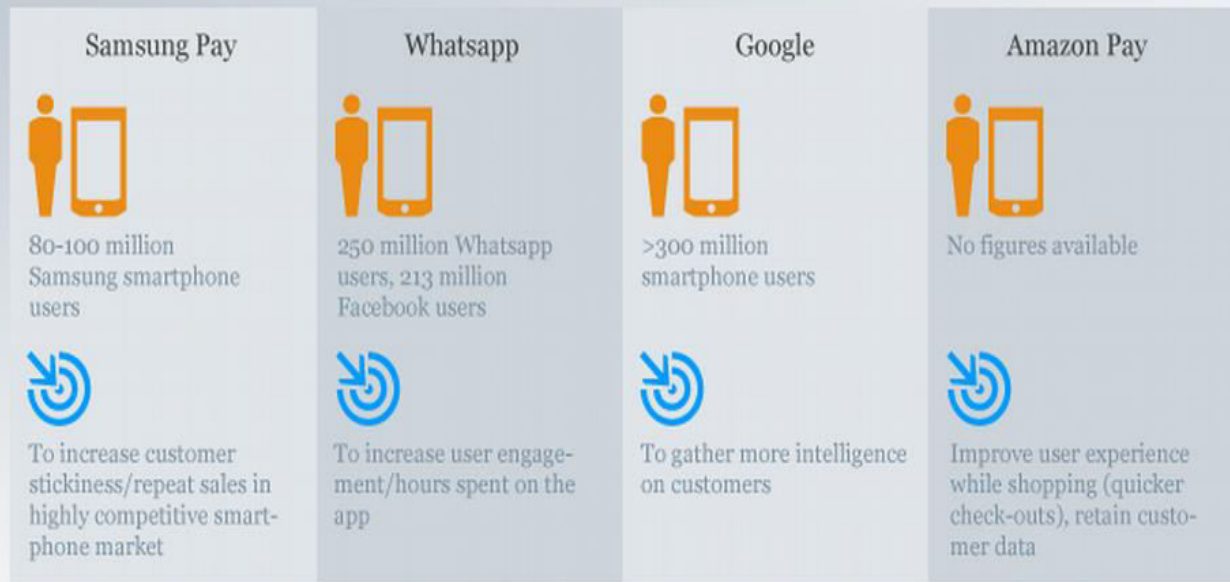 Samsung Pay
80-100 million
Samsung smartphone
users
To increase customer
stickiness/repeat sales in
highly competitive smart-
phone market
Whatsapp
250 million Whatsapp
users, 213 million
Facebook users
To increase user engage-
ment/hours spent on the
app
Google
>300 million
smartphone users
To gather more intelligence
on customers
Amazon Pay
No figures available
Improve user experience
while shopping (quicker
check-outs), retain custo-
mer data